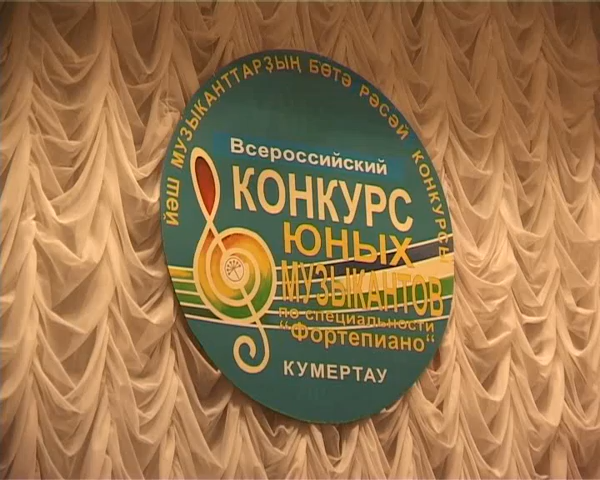 ЙӘШ МУЗЫКАНТТАРҘЫҢ БӨТӘ РӘСӘЙ КОНКУРСЫ
Всероссийский
КОНКУРС
ЮНЫХ
МУЗЫКАНТОВ
по специальности
“Фортепиано“
КУМЕРТАУ